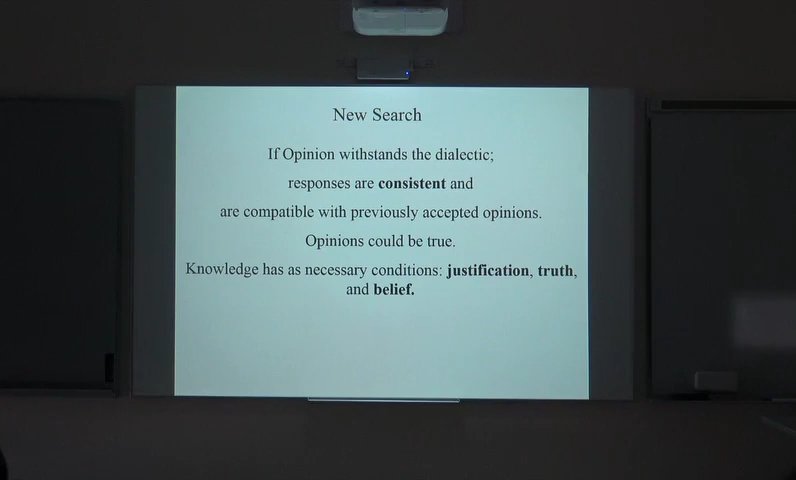 New Search
If Opinion withstands the dialectic;
responses are consistent and
are compatible with previously accepted opinions.
Opinions could be true.
Knowledge has as necessary conditions: justification, truth,
and belief.